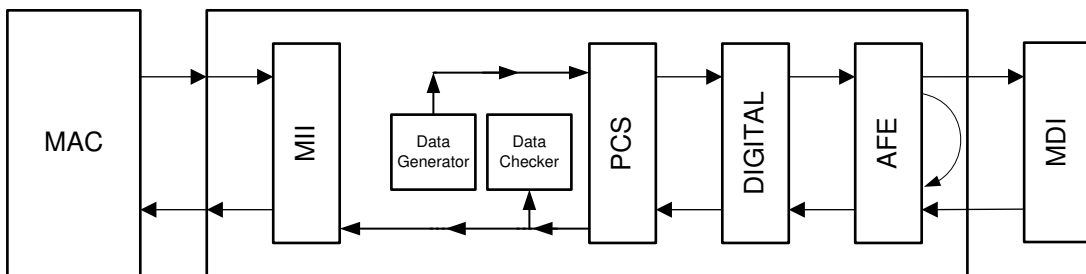 MAC
MII
Data
Generator
Data
Checker
PCS
DIGITAL
AFE
MDI